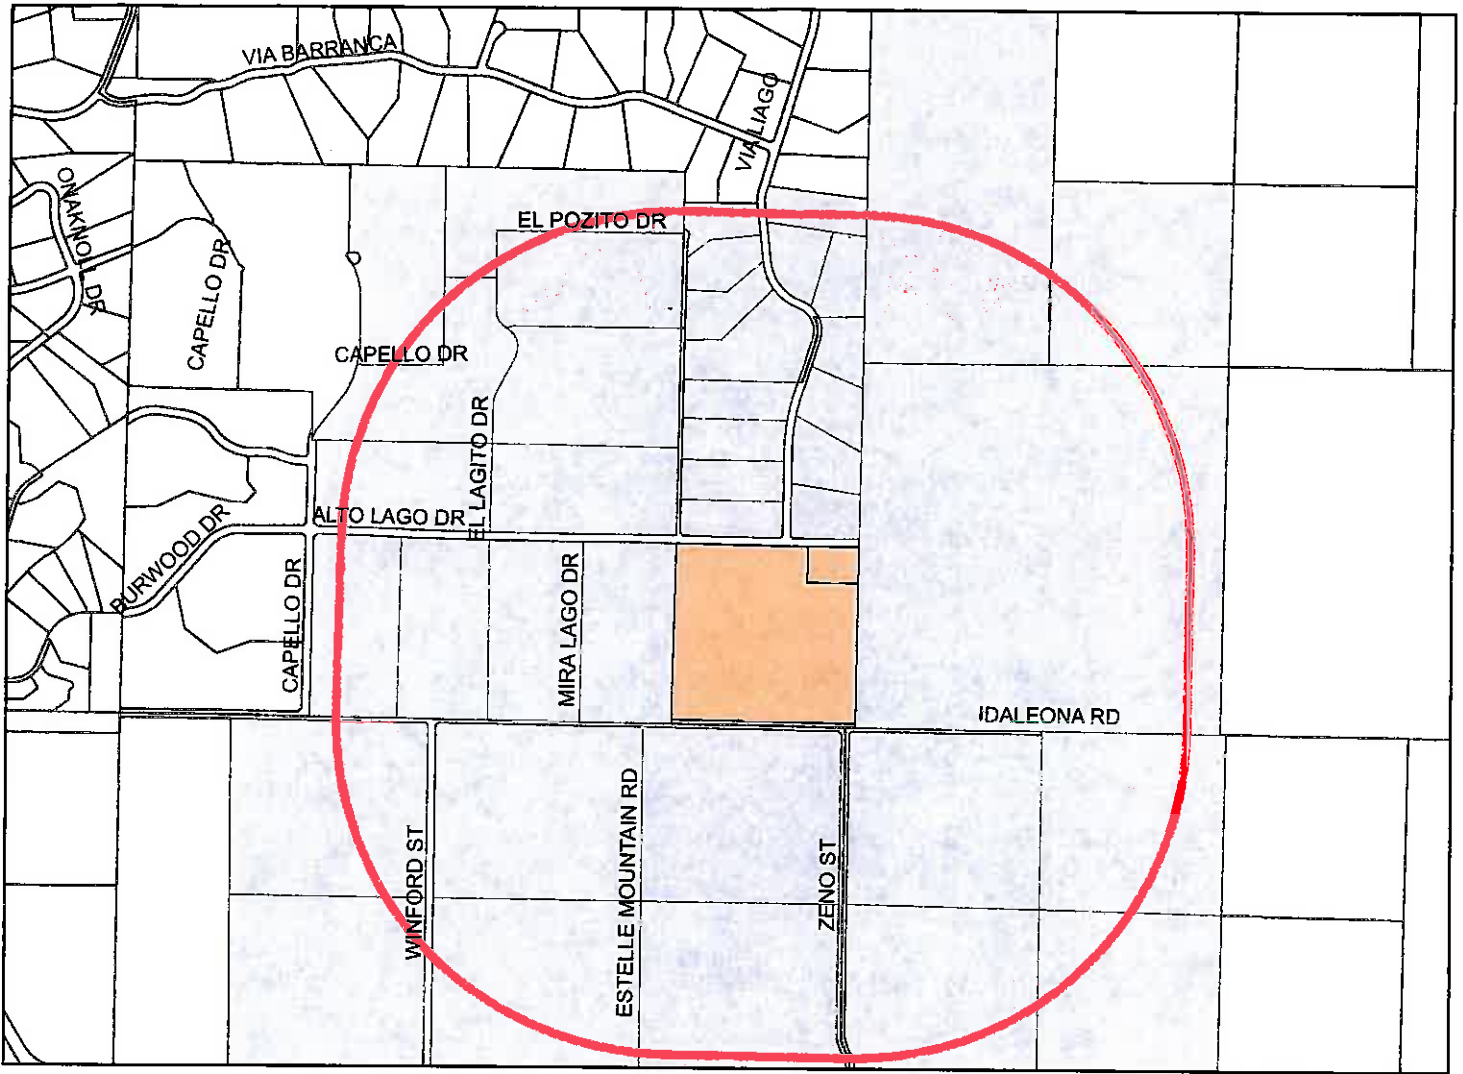 VIA BARRANCA
VIA LIAGO
ONAKNOLL DR
EL POZITO DR
CAPELLO DR
CAPELLO DR
EL LAGITO DR
ALTO LAGO DR
BURWOOD DR
CAPELLO DR
MIRA LAGO DR
IDALEONA RD
WINFORD ST
ESTELLE MOUNTAIN RD
ZENO ST